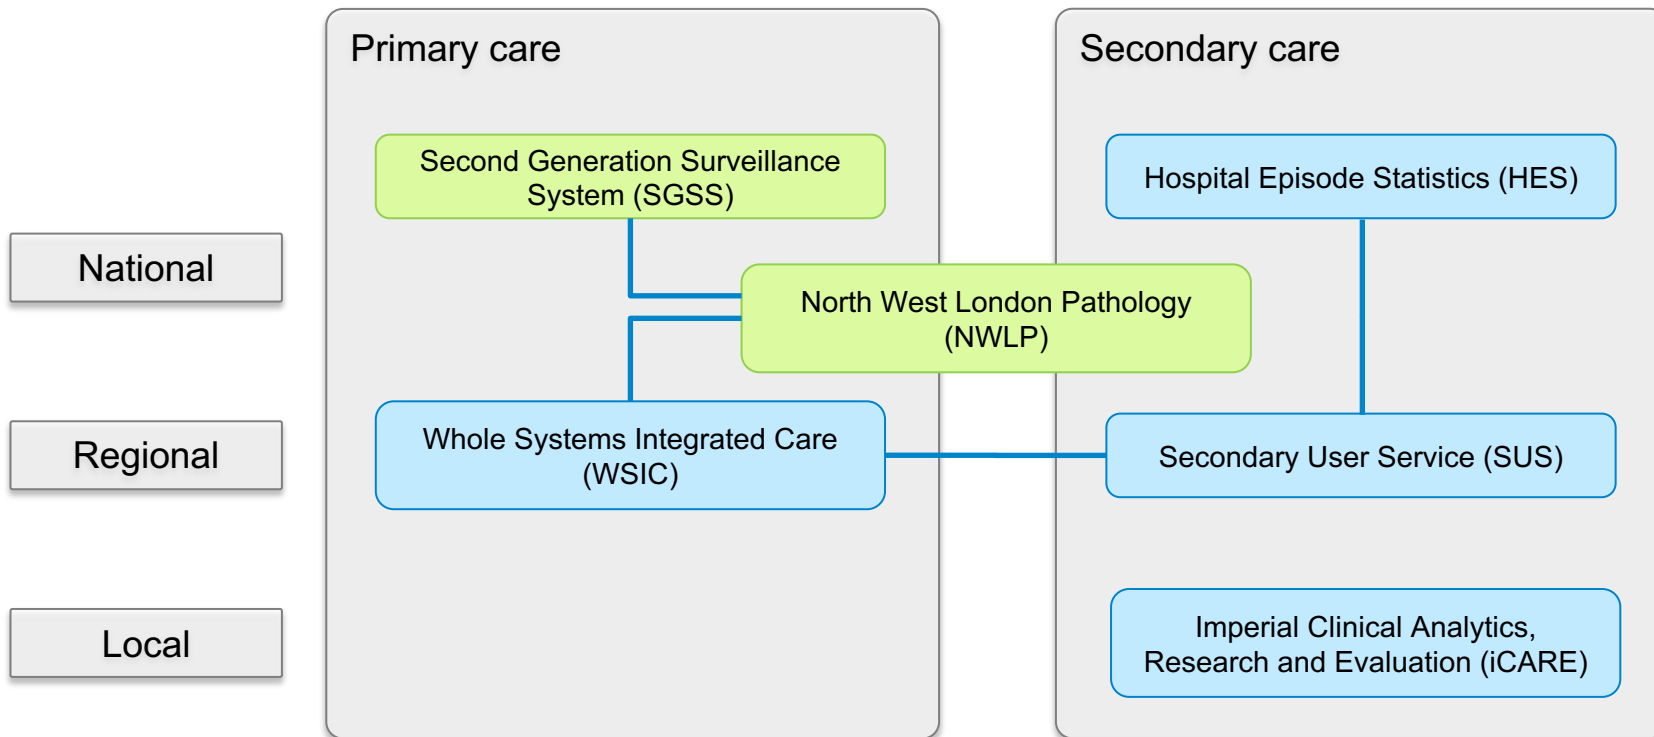 Primary care
Secondary care
Second Generation Surveillance
System (SGSS)
Hospital Episode Statistics (HES)
National
North West London Pathology
(NWLP)
Regional
Whole Systems Integrated Care
(WSIC)
Secondary User Service (SUS)
Local
Imperial Clinical Analytics,
Research and Evaluation (iCARE)